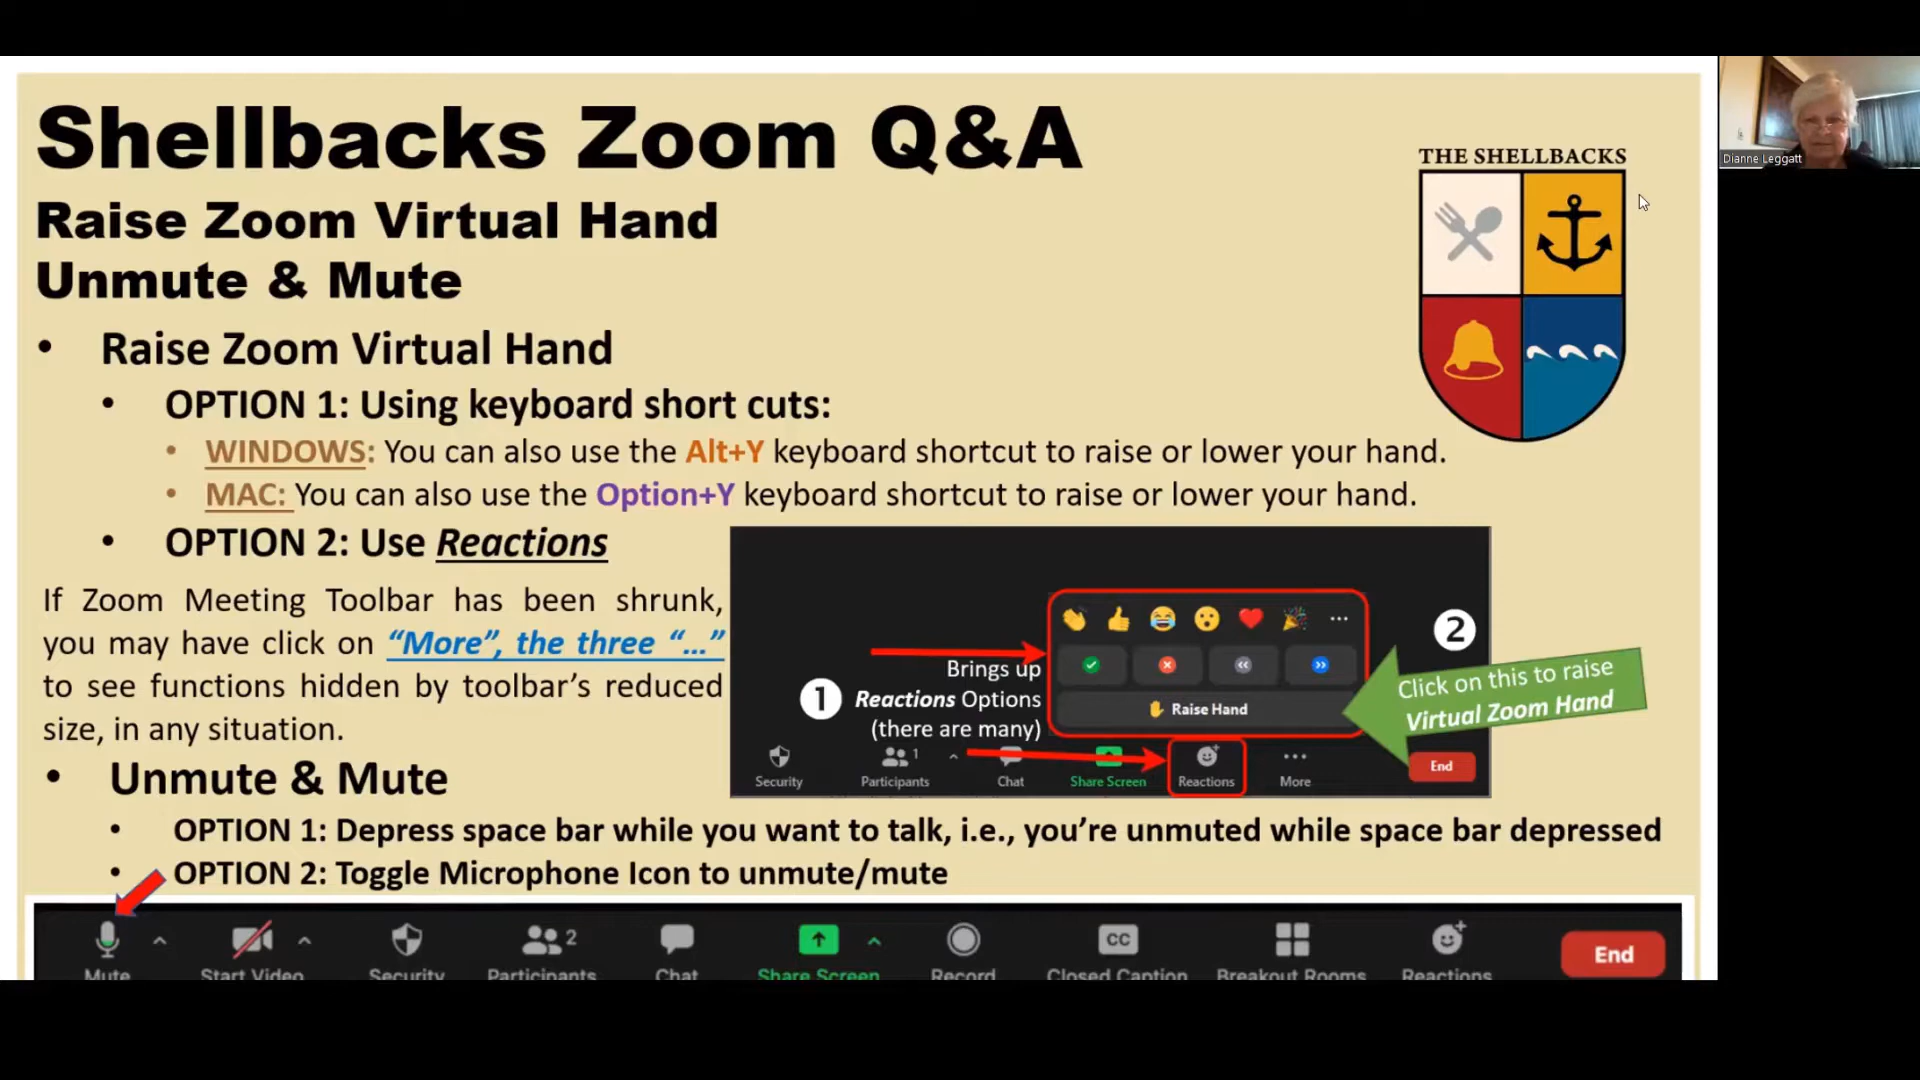 Shellbacks Zoom Q&A
Raise Zoom Virtual Hand
Unmute & Mute
THE SHELLBACKS
Dianne Leggatt
• Raise Zoom Virtual Hand
• OPTION 1: Using keyboard short cuts:
• WINDOWS: You can also use the Alt+Y keyboard shortcut to raise or lower your hand.
• MAC: You can also use the Option+Y keyboard shortcut to raise or lower your hand.
• OPTION 2: Use Reactions
If Zoom Meeting Toolbar has been shrunk,
you may have click on “More”, the three “…”
to see functions hidden by toolbar’s reduced
size, in any situation.
1
Brings up
Reactions Options
(there are many)
Raise Hand
2
Click on this to raise
Virtual Zoom Hand
1
Security Participants Chat Share Screen Reactions More End
• Unmute & Mute
• OPTION 1: Depress space bar while you want to talk, i.e., you’re unmuted while space bar depressed
• OPTION 2: Toggle Microphone Icon to unmute/mute
2 CC End
Mute Start Video Security Participants Chat Share Screen Record Closed Caption Breakout Rooms Reactions